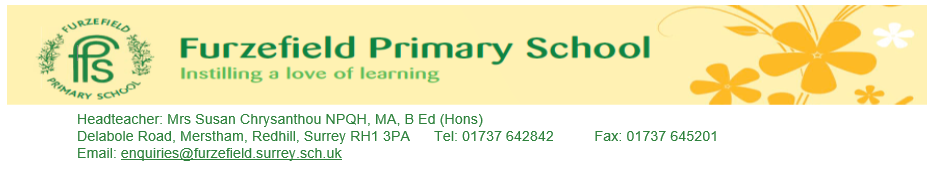 FURZEFIELD
PRIMARY SCHOOL
Furzefield Primary School
Instilling a love of learning
Headteacher: Mrs Susan Chrysanthou NPQH, MA, B Ed (Hons)
Delabole Road, Merstham, Redhill, Surrey RH1 3PA Tel: 01737 642842 Fax: 01737 645201
Email: enquiries@furzefield.surrey.sch.uk